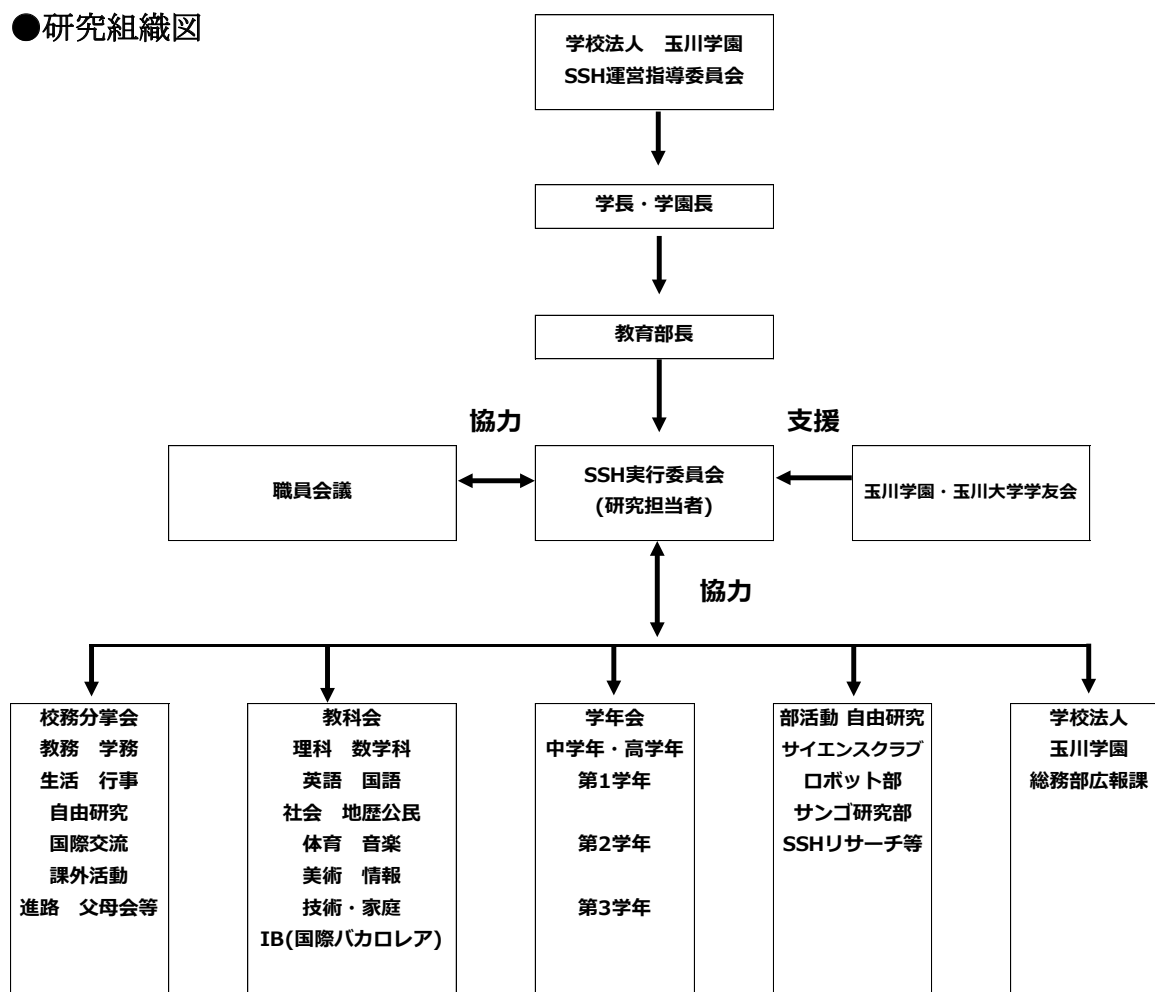 ●研究組織図
学校法人　玉川学園
SSH運営指導委員会
学長・学園長
教育部長
協力
支援
職員会議
SSH実行委員会
(研究担当者)
玉川学園・玉川大学学友会
協力
校務分掌会
教務　学務
生活　行事
自由研究
国際交流
課外活動
進路　父母会等
教科会
理科　数学科
英語　国語
社会　地歴公民
体育　音楽
美術　情報
技術・家庭
IB(国際バカロレア)
学年会
中学年・高学年
第1学年
第2学年
第3学年
部活動 自由研究
サイエンスクラブ
ロボット部
サンゴ研究部
SSHリサーチ等
学校法人
玉川学園
総務部広報課